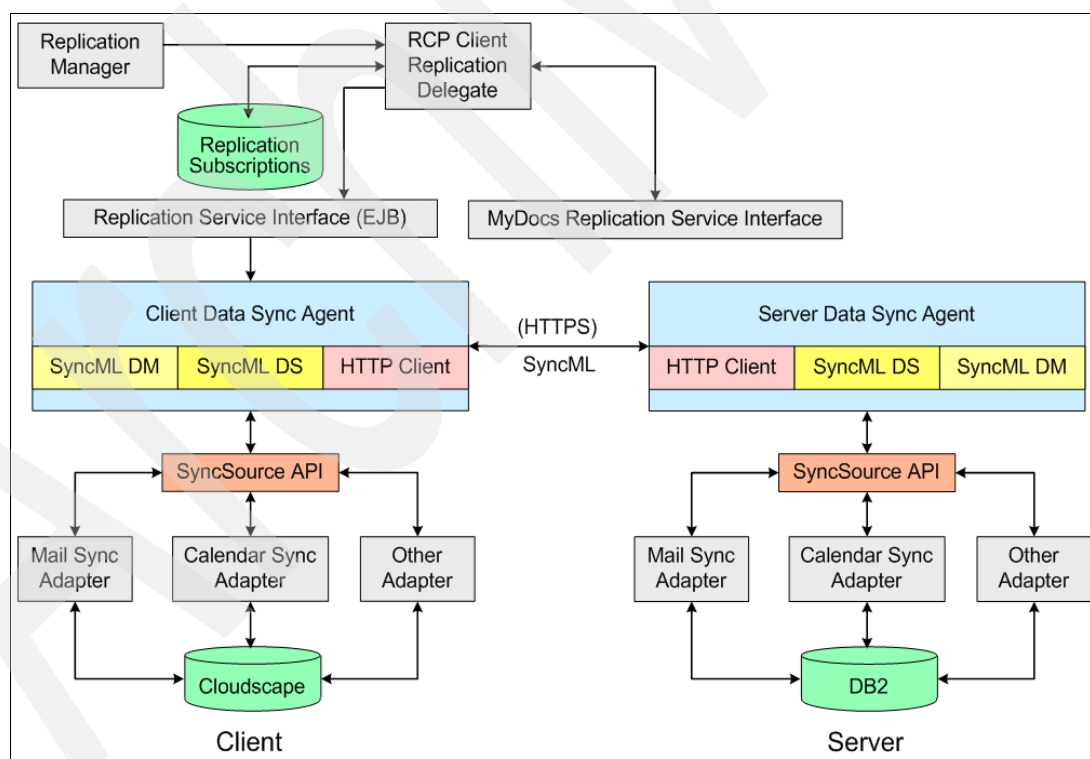 Replication
Manager
RCP Client
Replication
Delegate
Replication
Subscriptions
Replication Service Interface (EJB)
MyDocs Replication Service Interface
Client Data Sync Agent
SyncML DM
SyncML DS
HTTP Client
(HTTPS)
SyncML
Server Data Sync Agent
HTTP Client
SyncML DS
SyncML DM
SyncSource API
SyncSource API
Mail Sync
Adapter
Calendar Sync
Adapter
Other
Adapter
Mail Sync
Adapter
Calendar Sync
Adapter
Other
Adapter
Cloudscape
DB2
Client
Server